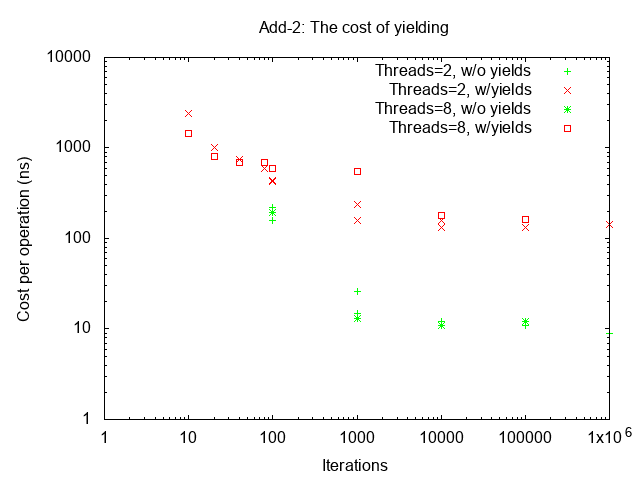 Add-2: The cost of yielding
Cost per operation (ns)
10000
1000
100
10
1
Threads=2, w/o yields
Threads=2, w/yields
Threads=8, w/o yields
Threads=8, w/yields
1 10 100 1000 10000 100000 1x10^6
Iterations